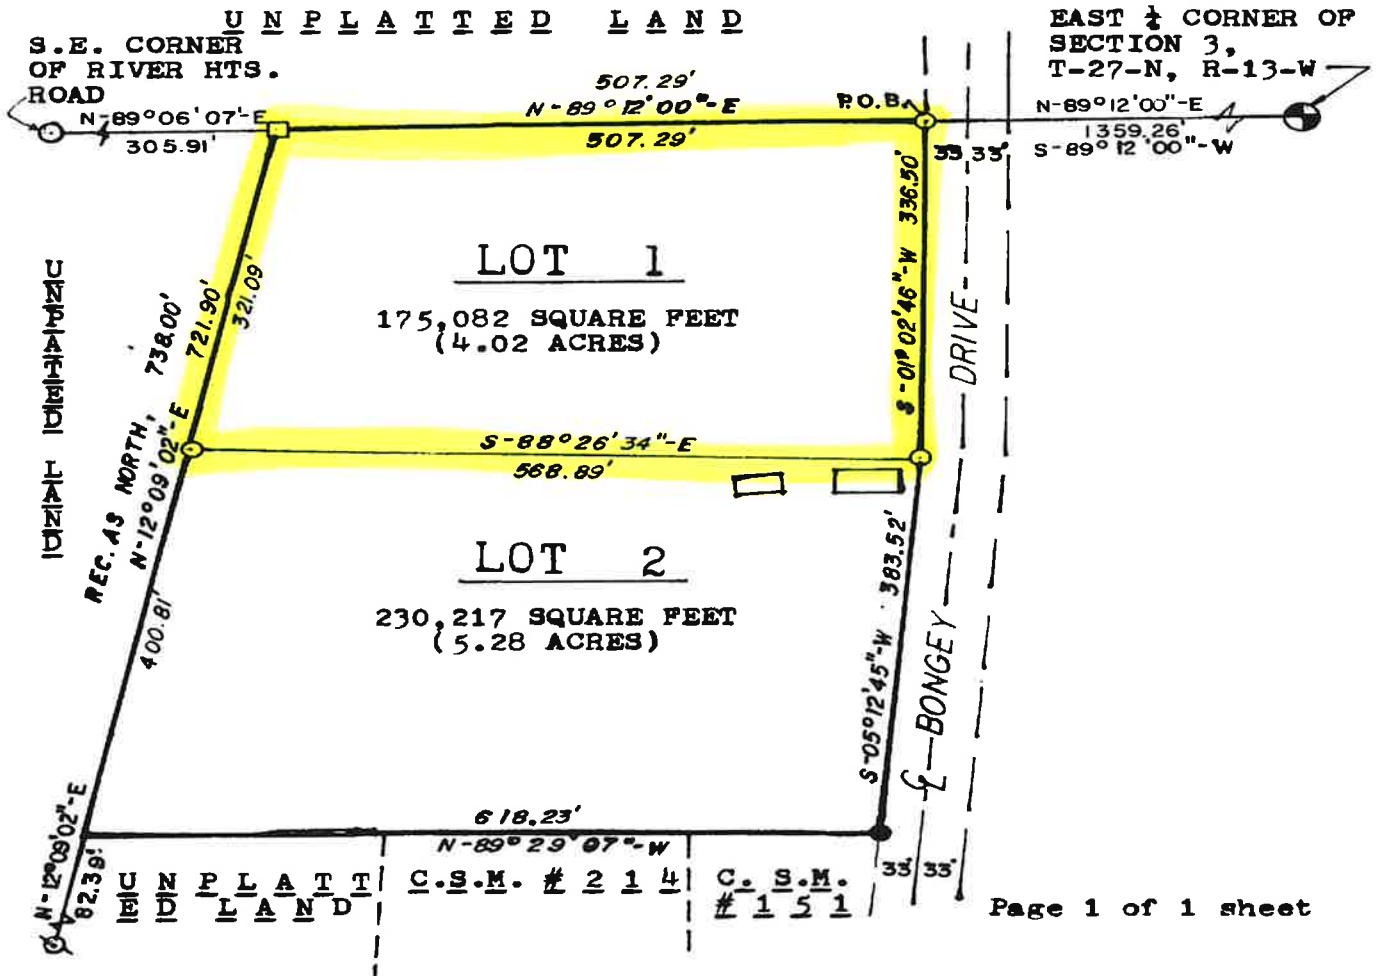 UNPLATTED LAND
S.E. CORNER
OF RIVER HTS.
ROAD
EAST ¼ CORNER OF
SECTION 3,
T-27-N, R-13-W
N-89°06'07"-E
305.91'
507.29'
N-89°12'00"-E
507.29'
P.O.B.
N-89°12'00"-E
1359.26'
S-89°12'00"-W
33' 33'
UNPLATTED LAND
REC. AS NORTH, 738.00'
N-12°09'02"-E 721.90'
321.09'
LOT 1
175,082 SQUARE FEET
(4.02 ACRES)
S-01°02'46"-W 336.50'
S-88°26'34"-E
568.89'
LOT 2
230,217 SQUARE FEET
(5.28 ACRES)
400.81'
S-05°12'45"-W 383.52'
℄ BONGEY DRIVE
618.23'
N-89°29'07"-W
N-12°09'02"-E
82.39'
UNPLATT
ED LAND
C.S.M. # 214
C.S.M.
# 151
33' 33'
Page 1 of 1 sheet